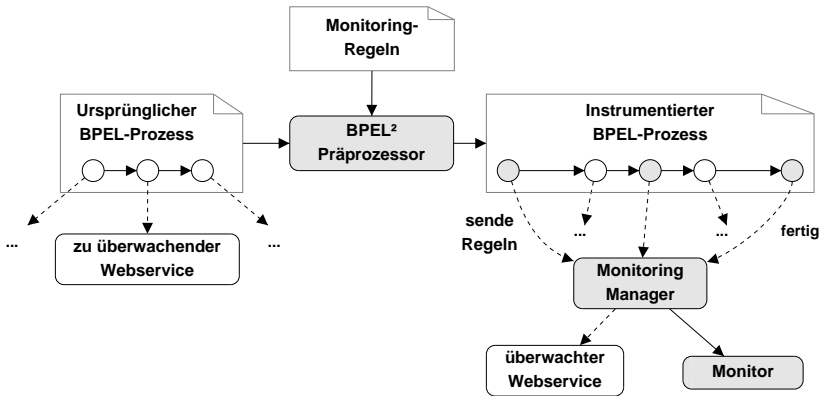 Monitoring-
Regeln
Ursprünglicher
BPEL-Prozess
BPEL²
Präprozessor
Instrumentierter
BPEL-Prozess
...
zu überwachender
Webservice
...
sende
Regeln
...
...
fertig
Monitoring
Manager
überwachter
Webservice
Monitor